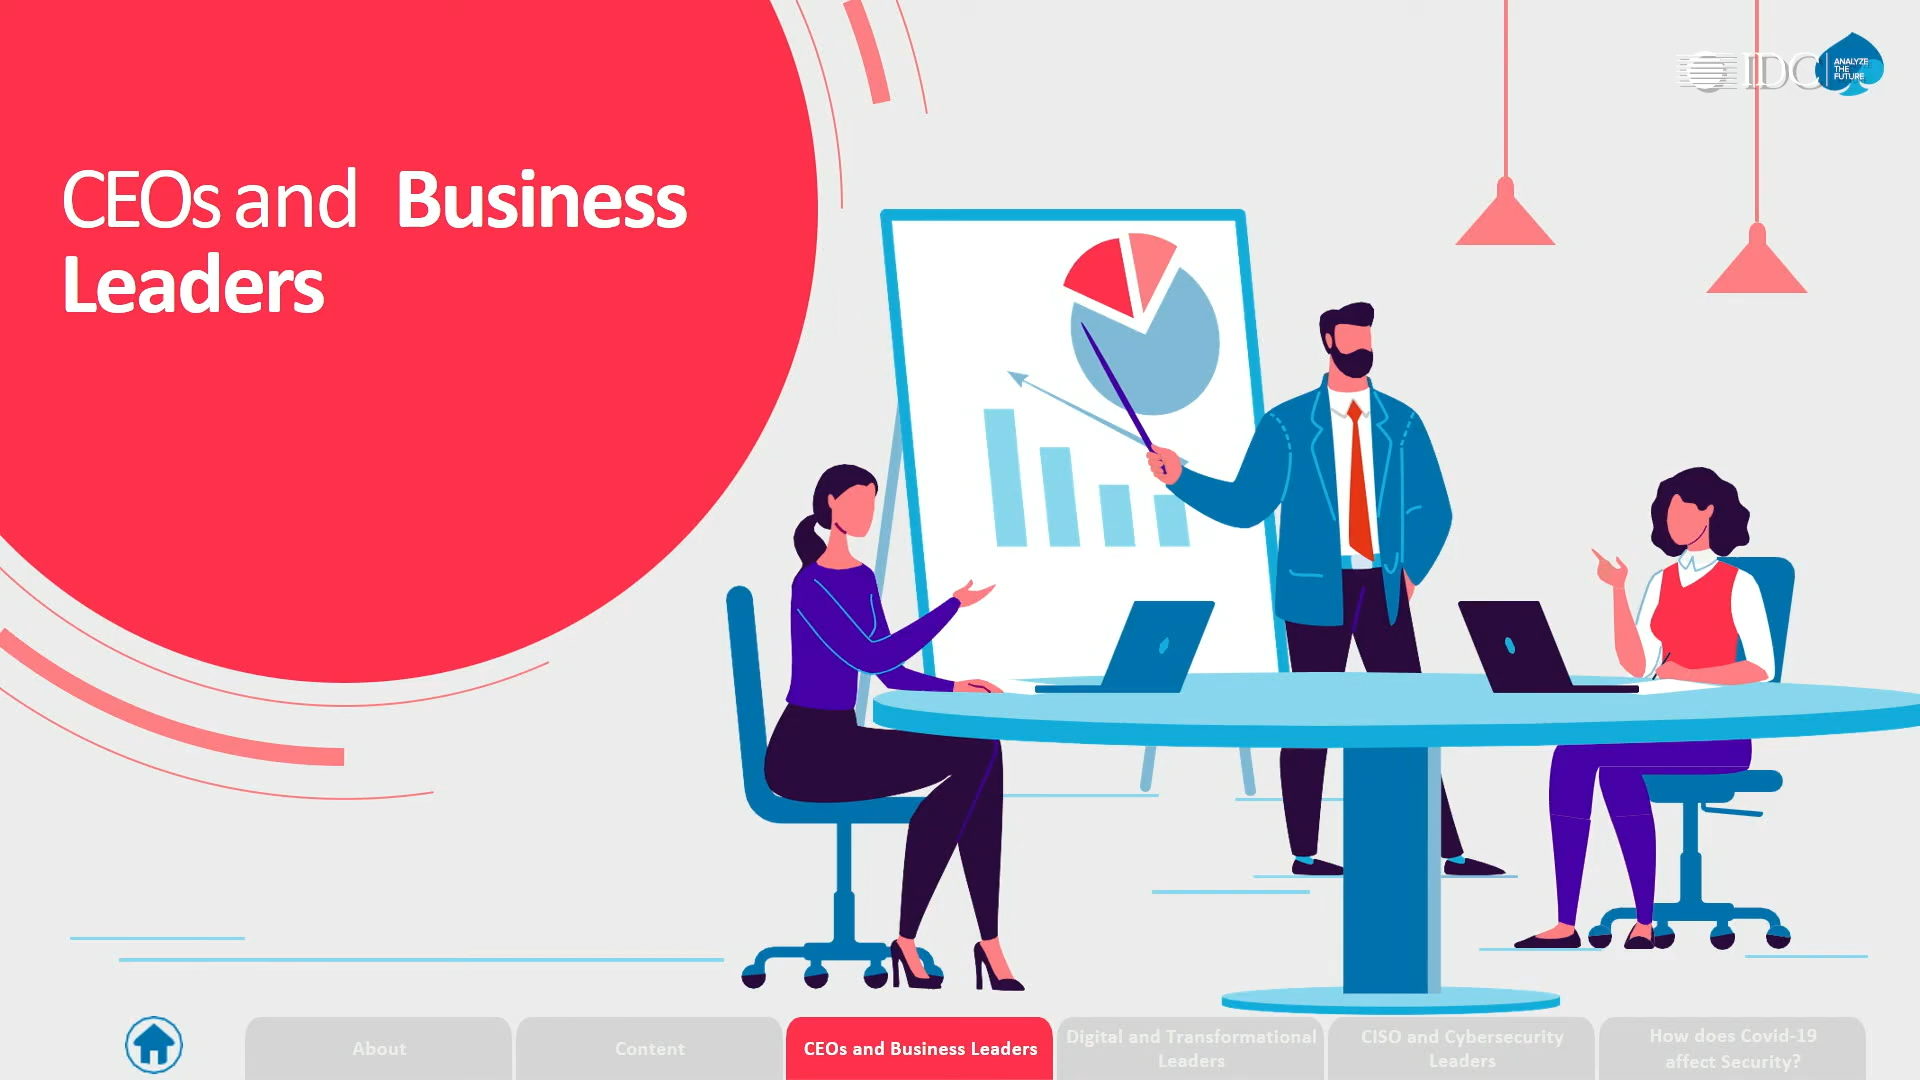 IDC
ANALYZE
THE
FUTURE
CEOs and Business
Leaders
About
Content
CEOs and Business Leaders
Digital and Transformational
Leaders
CISO and Cybersecurity
Leaders
How does Covid-19
affect Security?